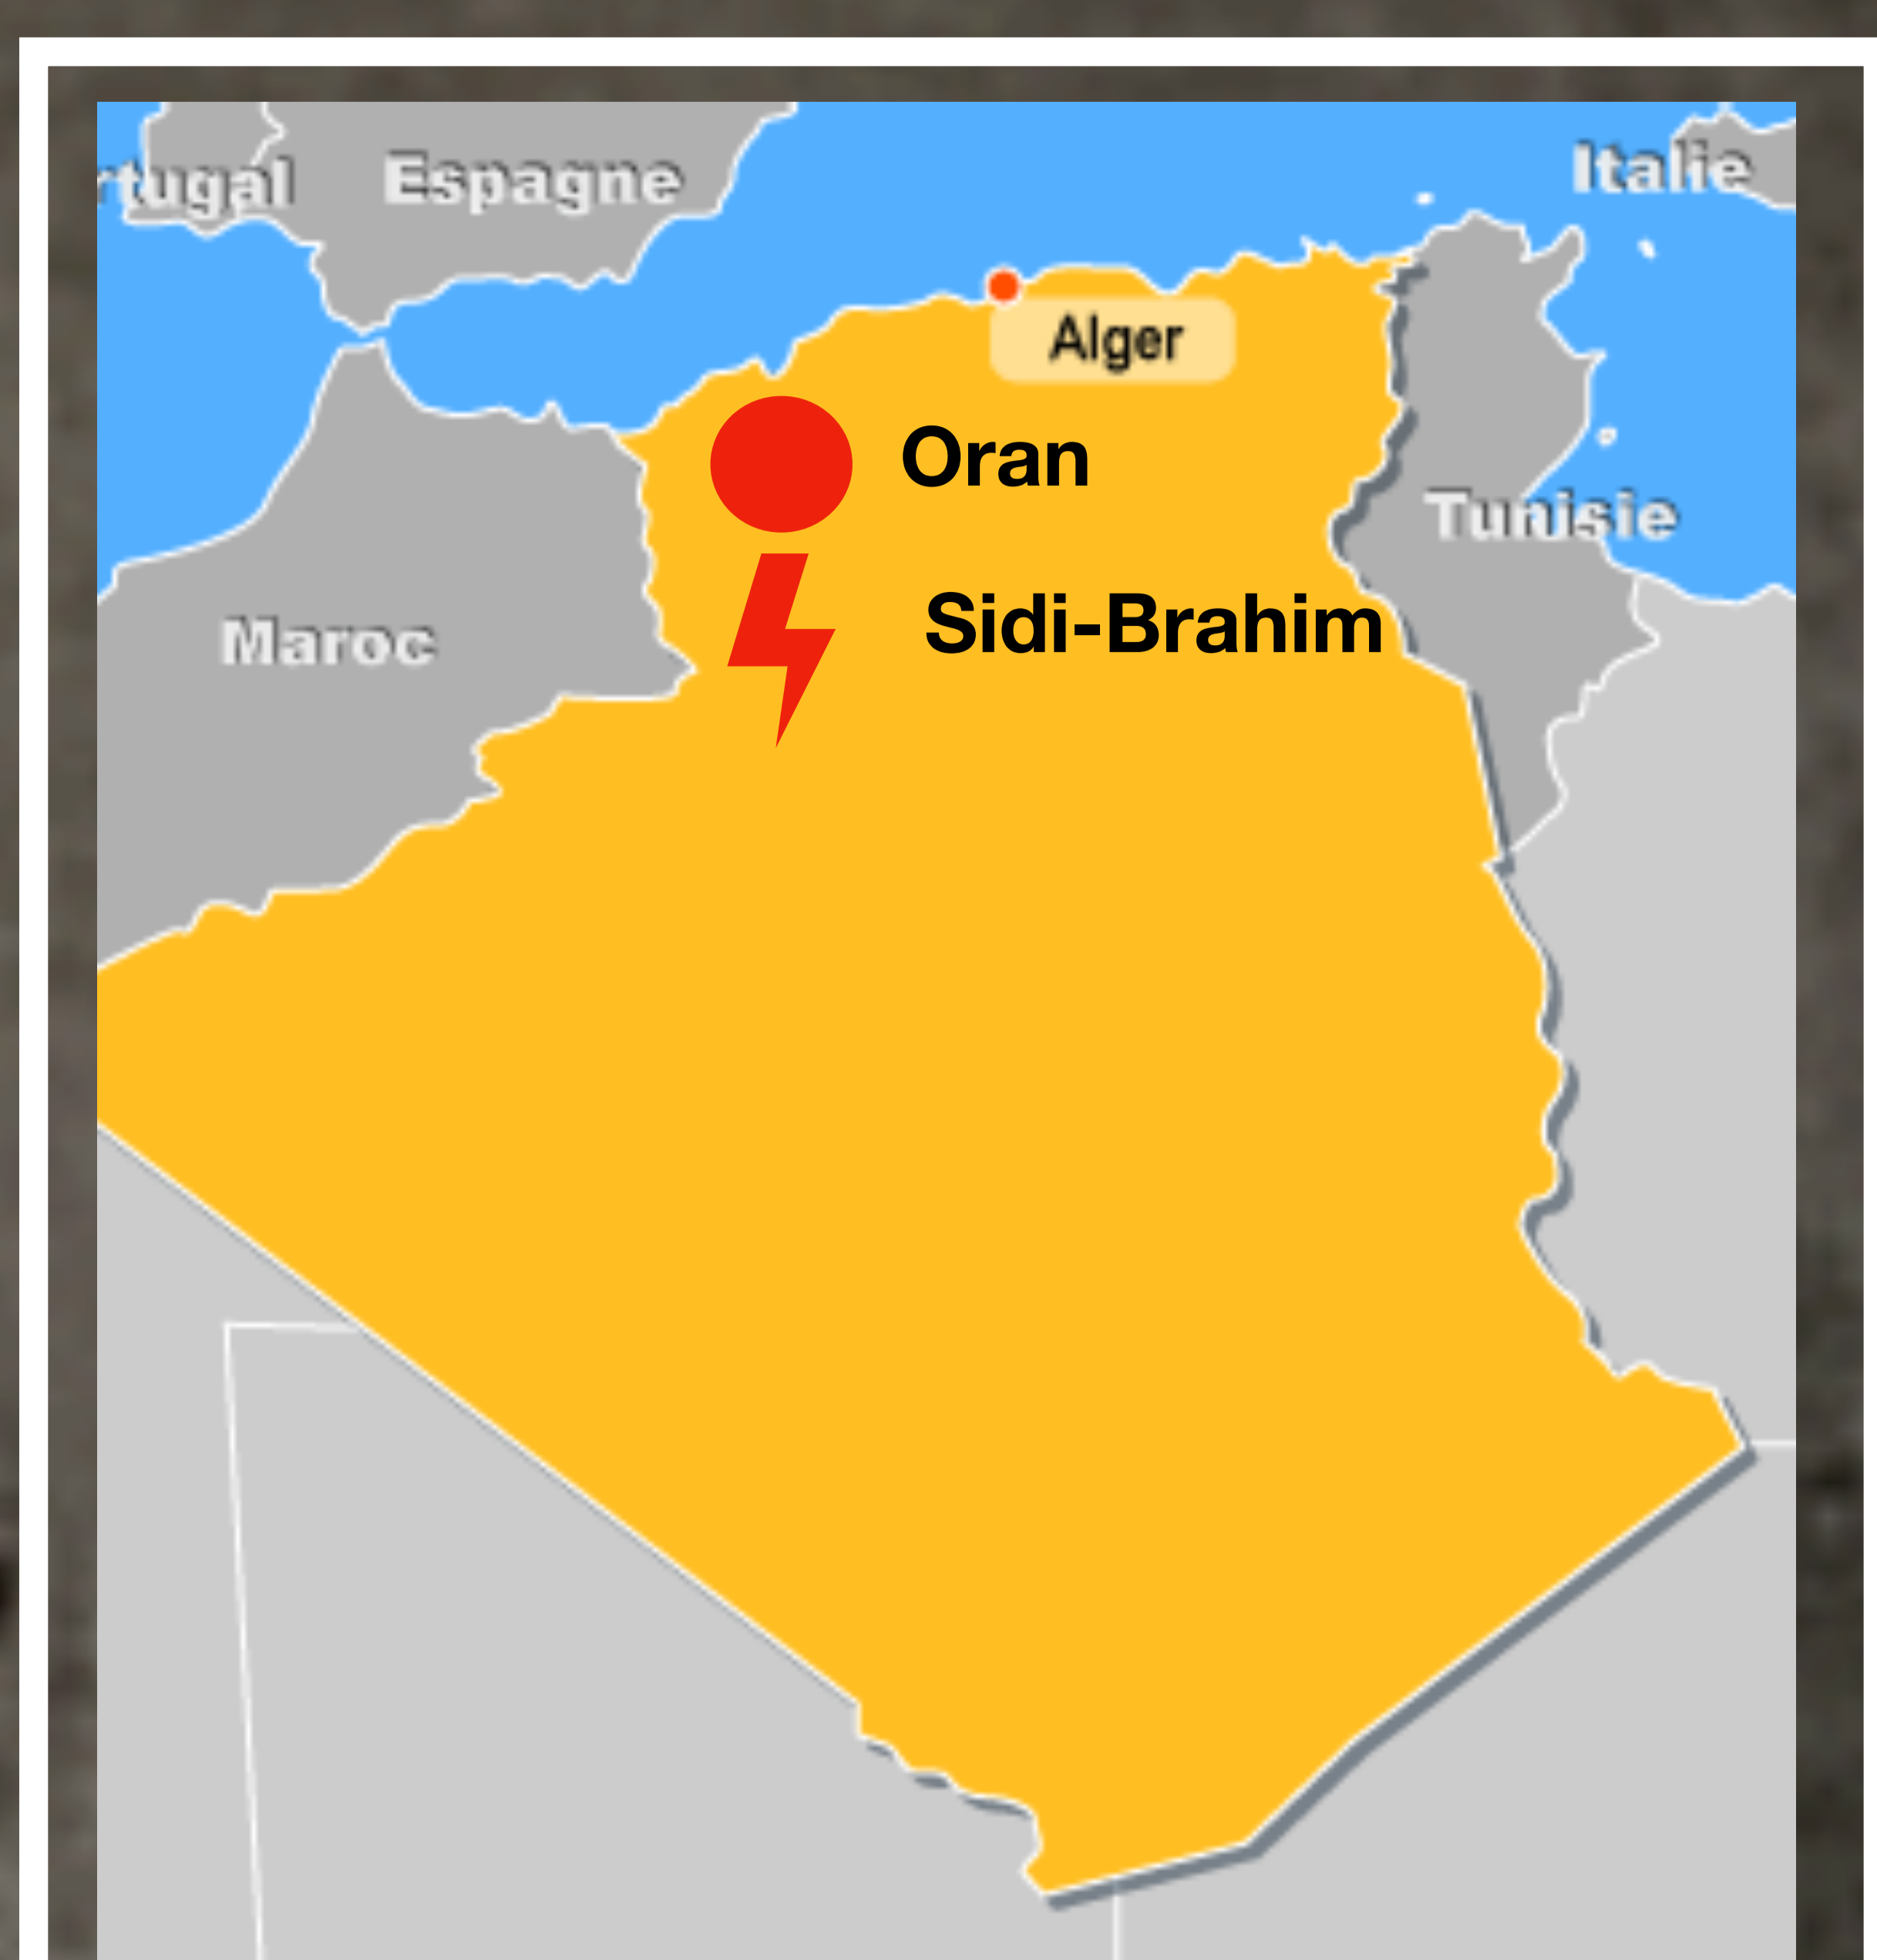 rtugal
Espagne
Italie
Alger
Oran
Tunisie
Sidi-Brahim
Maroc